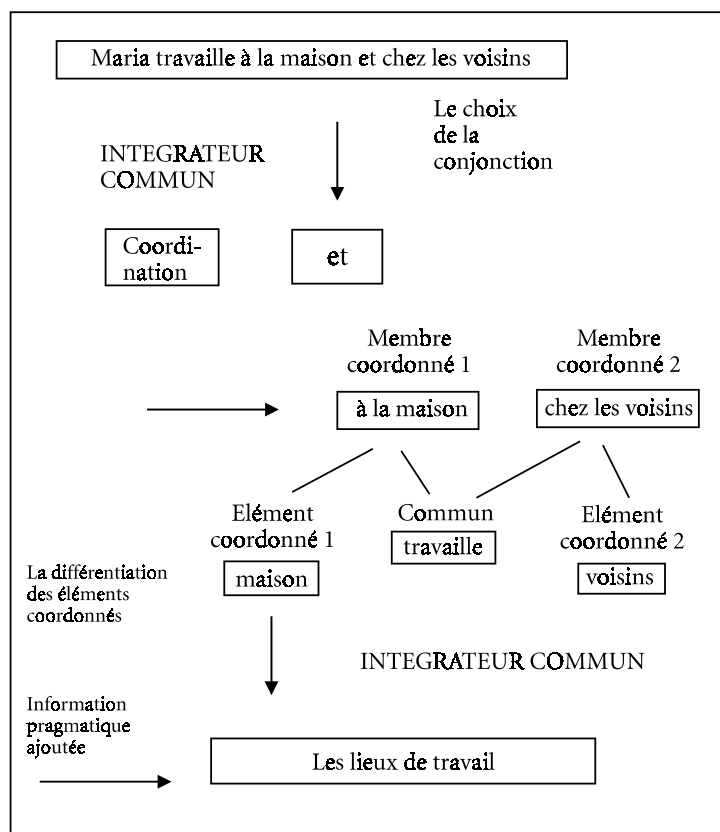 Maria travaille à la maison et chez les voisins
Le choix
de la
conjonction
INTEGRATEUR
COMMUN
Coordi-
nation
et
Membre
coordonné 1
Membre
coordonné 2
à la maison
chez les voisins
Elément
coordonné 1
Commun
Elément
coordonné 2
travaille
maison
voisins
La différentiation
des éléments
coordonnés
INTEGRATEUR COMMUN
Information
pragmatique
ajoutée
Les lieux de travail